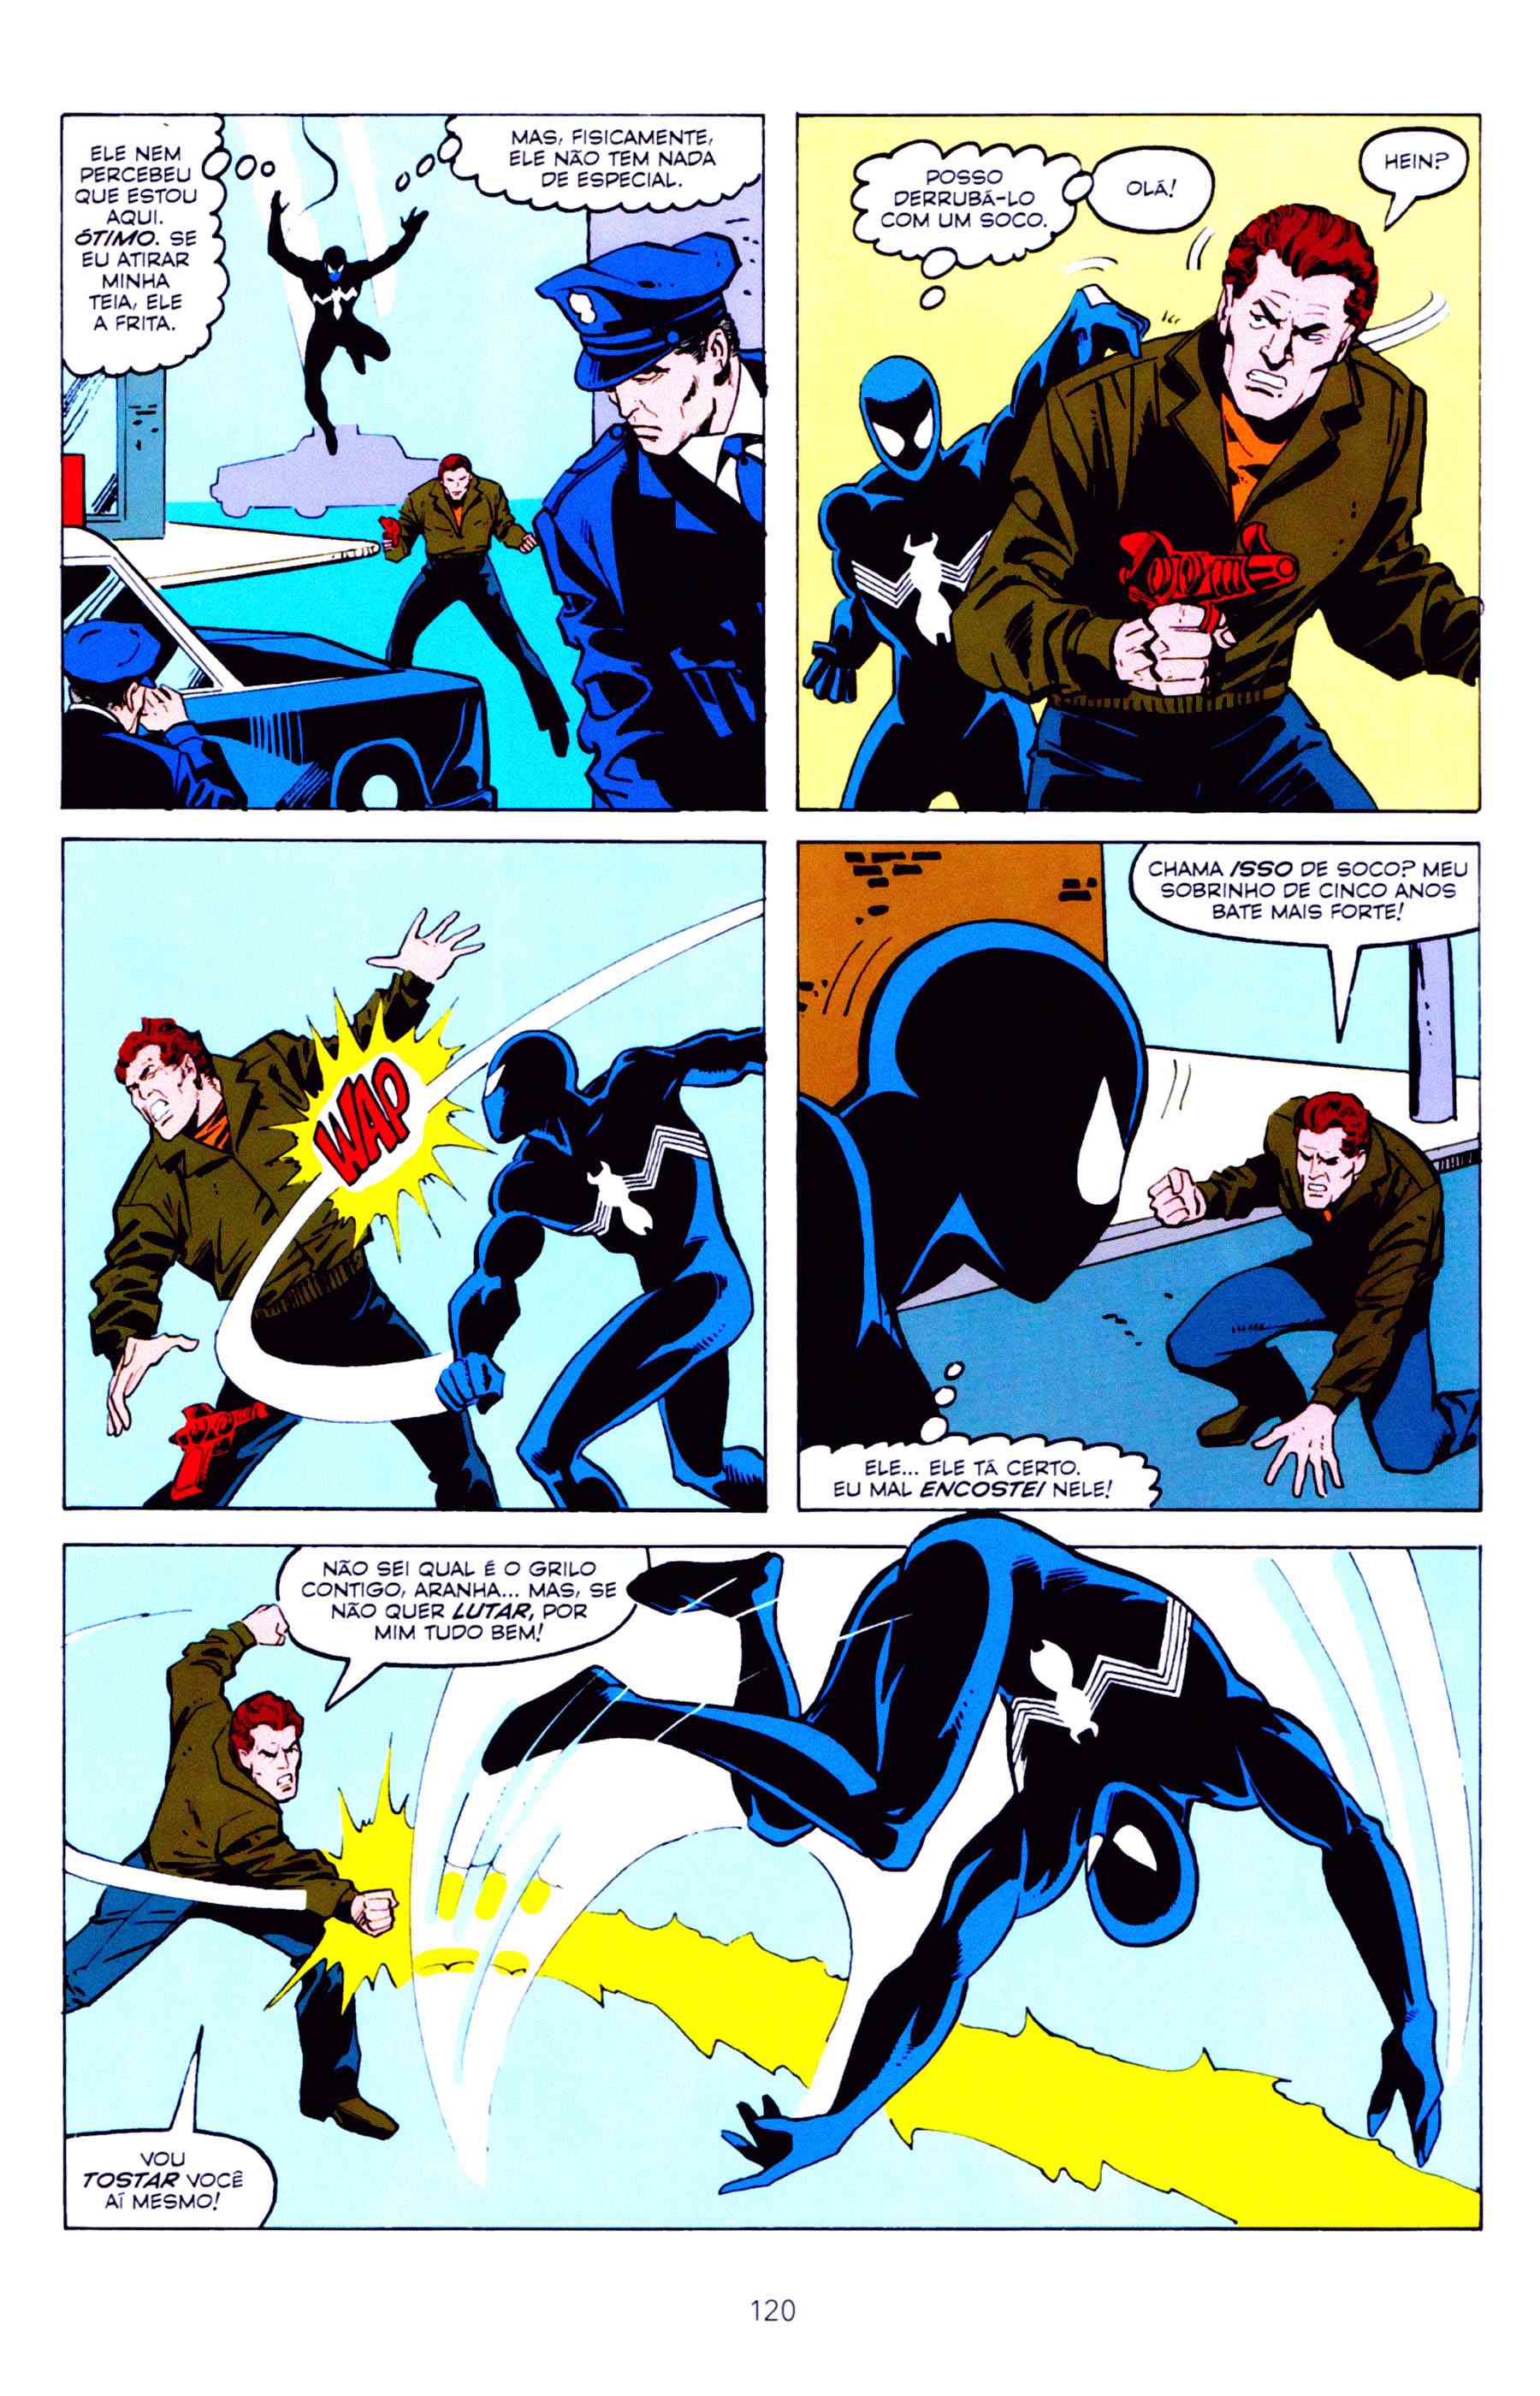 ELE NEM
PERCEBEU
QUE ESTOU
AQUI.
ÓTIMO. SE
EU ATIRAR
MINHA
TEIA, ELE
A FRITA.
MAS, FISICAMENTE,
ELE NÃO TEM NADA
DE ESPECIAL.
POSSO
DERRUBÁ-LO
COM UM SOCO.
OLÁ!
HEIN?
WAP
CHAMA ISSO DE SOCO? MEU
SOBRINHO DE CINCO ANOS
BATE MAIS FORTE!
ELE... ELE TÁ CERTO.
EU MAL ENCOSTEI NELE!
NÃO SEI QUAL É O GRILO
CONTIGO, ARANHA... MAS, SE
NÃO QUER LUTAR, POR
MIM TUDO BEM!
VOU
TOSTAR VOCÊ
AÍ MESMO!
120